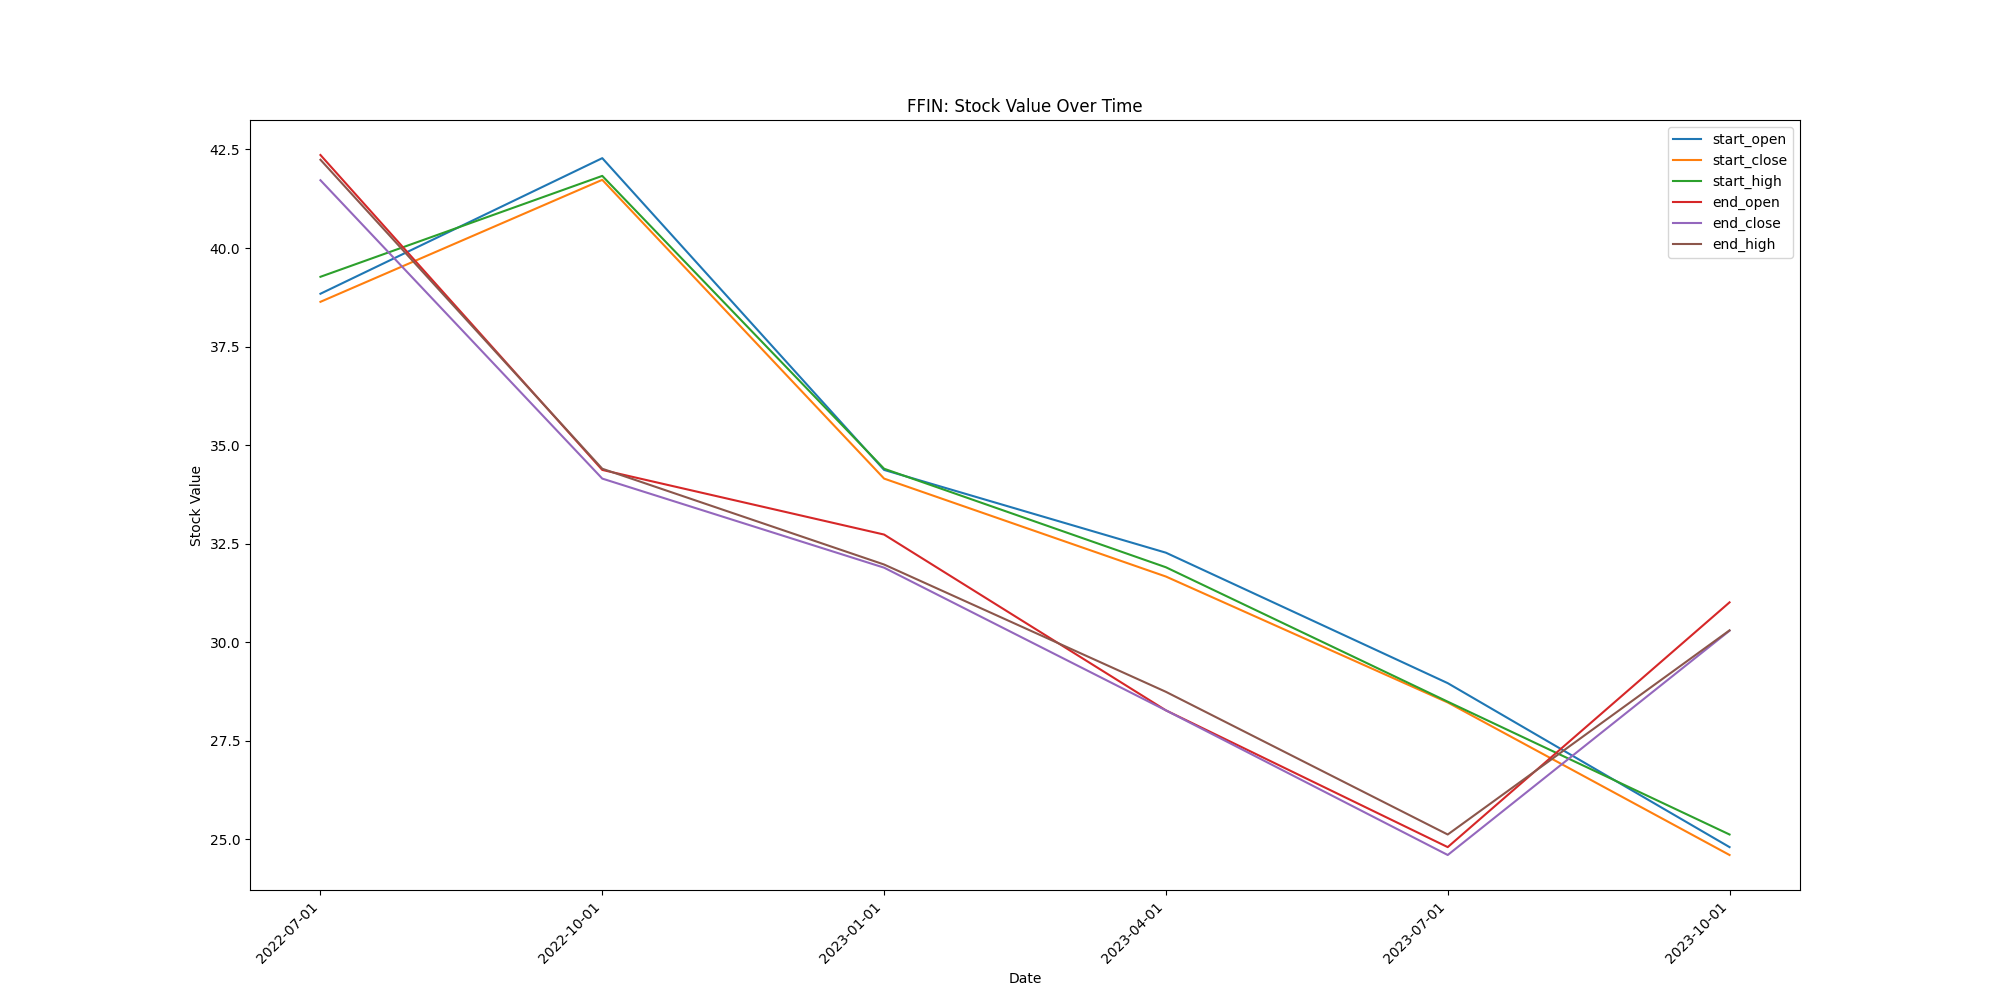 FFIN: Stock Value Over Time
start_open
start_close
start_high
end_open
end_close
end_high
Stock Value
42.5
40.0
37.5
35.0
32.5
30.0
27.5
25.0
2022-07-01
2022-10-01
2023-01-01
2023-04-01
2023-07-01
2023-10-01
Date